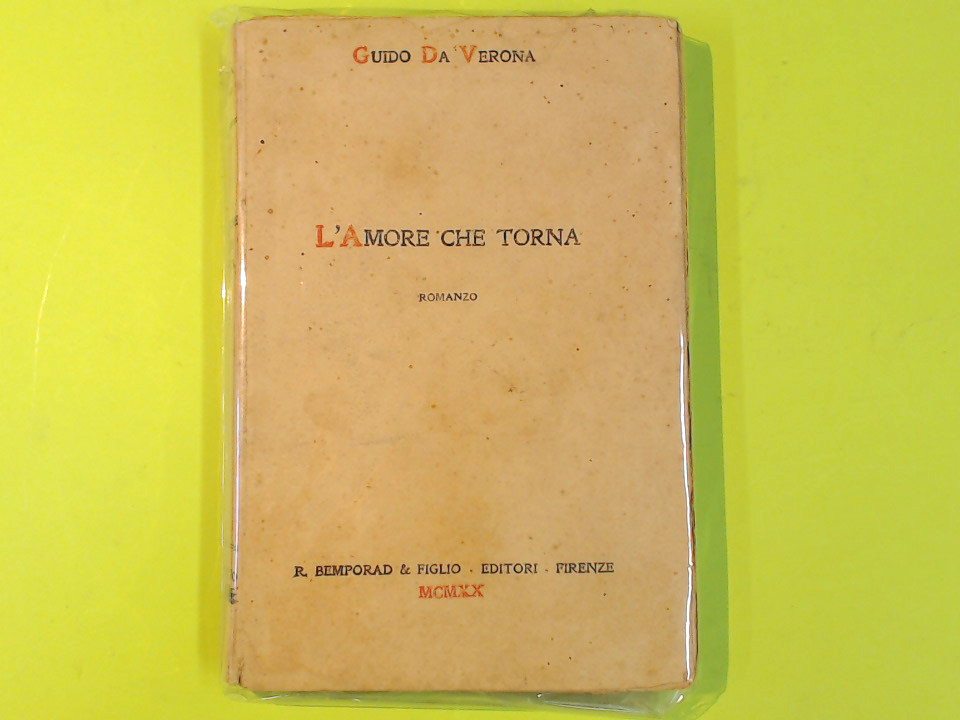 GUIDO DA VERONA
L'AMORE CHE TORNA
ROMANZO
R. BEMPORAD & FIGLIO . EDITORI . FIRENZE
MCMXX